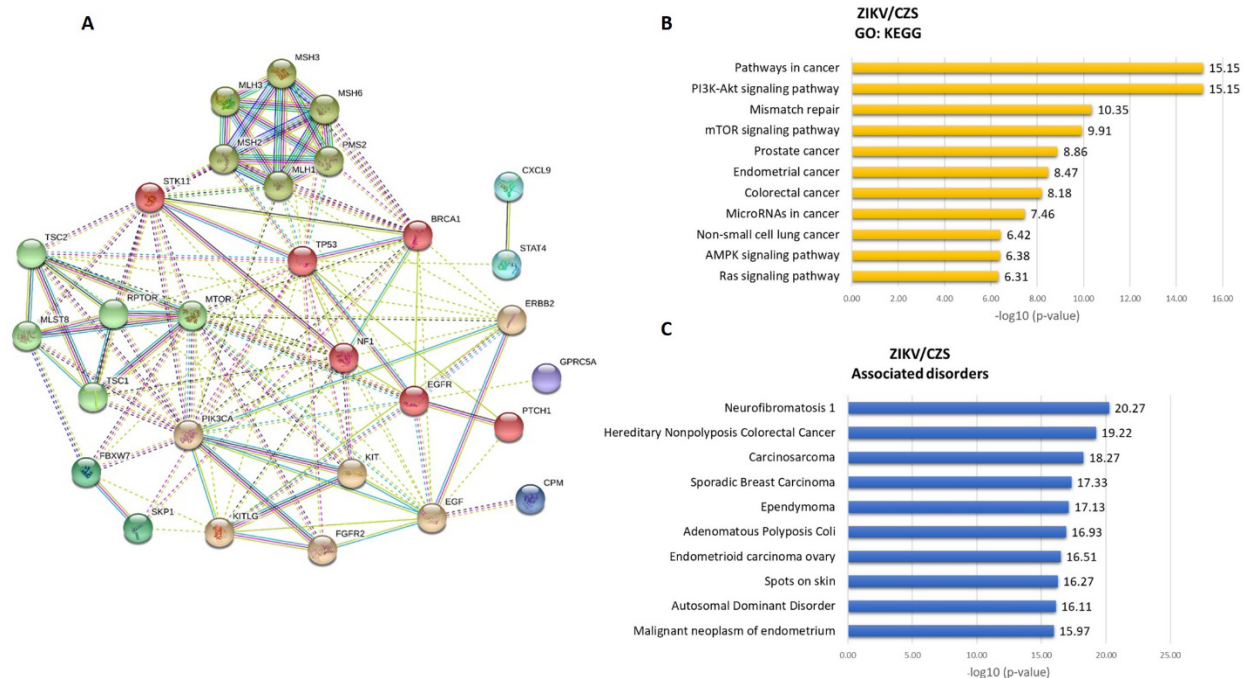 A
MSH3
MLH3
MSH6
MSH2
PMS2
MLH1
STK11
BRCA1
CXCL9
STAT4
TP53
TSC2
RPTOR
MTOR
ERBB2
MLST8
NF1
GPRC5A
TSC1
EGFR
PTCH1
PIK3CA
FBXW7
KIT
CPM
EGF
SKP1
KITLG
FGFR2
B
ZIKV/CZS
GO: KEGG
Pathways in cancer 15.15
PI3K-Akt signaling pathway 15.15
Mismatch repair 10.35
mTOR signaling pathway 9.91
Prostate cancer 8.86
Endometrial cancer 8.47
Colorectal cancer 8.18
MicroRNAs in cancer 7.46
Non-small cell lung cancer 6.42
AMPK signaling pathway 6.38
Ras signaling pathway 6.31
0.00 2.00 4.00 6.00 8.00 10.00 12.00 14.00 16.00
-log10 (p-value)
C
ZIKV/CZS
Associated disorders
Neurofibromatosis 1 20.27
Hereditary Nonpolyposis Colorectal Cancer 19.22
Carcinosarcoma 18.27
Sporadic Breast Carcinoma 17.33
Ependymoma 17.13
Adenomatous Polyposis Coli 16.93
Endometrioid carcinoma ovary 16.51
Spots on skin 16.27
Autosomal Dominant Disorder 16.11
Malignant neoplasm of endometrium 15.97
0.00 5.00 10.00 15.00 20.00 25.00
-log10 (p-value)